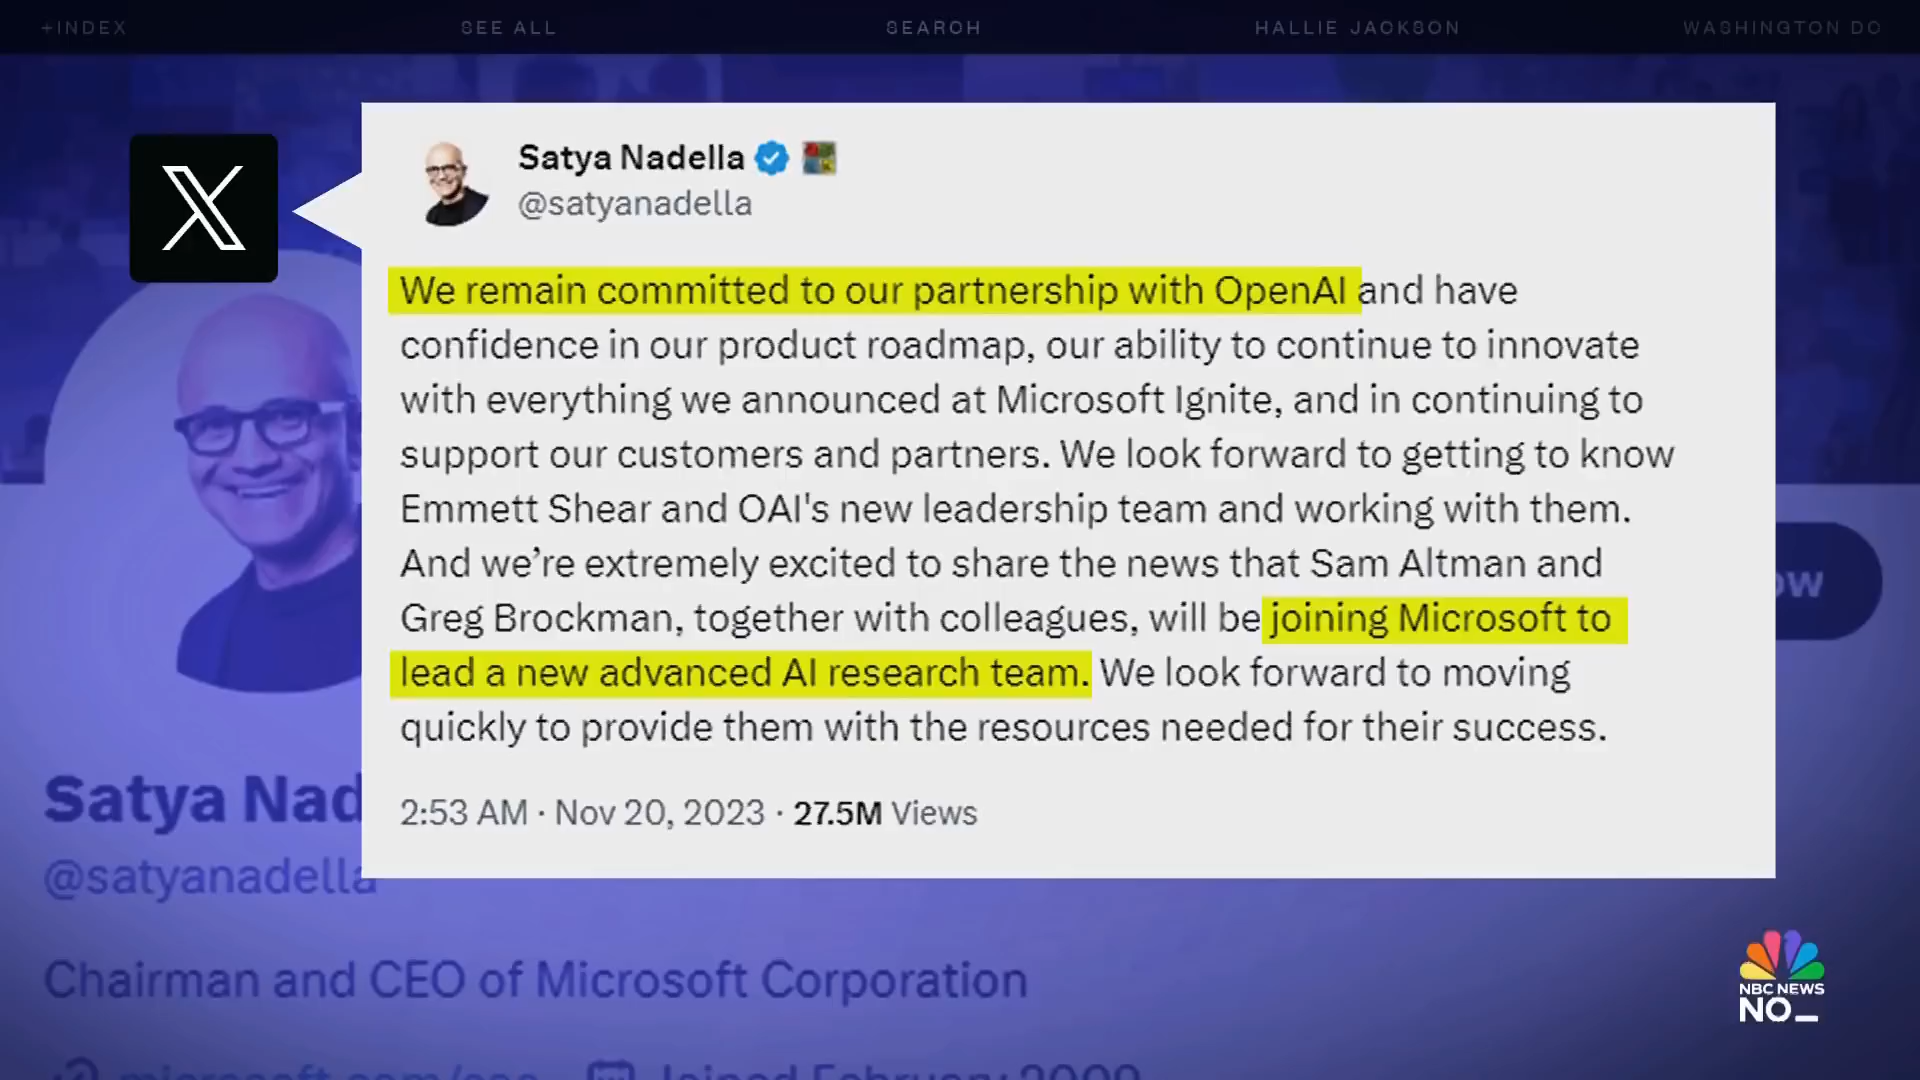 +INDEX
SEE ALL
SEARCH
HALLIE JACKSON
WASHINGTON DC
Satya Nadella
@satyanadella
We remain committed to our partnership with OpenAI and have
confidence in our product roadmap, our ability to continue to innovate
with everything we announced at Microsoft Ignite, and in continuing to
support our customers and partners. We look forward to getting to know
Emmett Shear and OAI's new leadership team and working with them.
And we’re extremely excited to share the news that Sam Altman and
Greg Brockman, together with colleagues, will be joining Microsoft to
lead a new advanced AI research team. We look forward to moving
quickly to provide them with the resources needed for their success.
2:53 AM · Nov 20, 2023 · 27.5M Views
Satya Nad
@satyanadella
Chairman and CEO of Microsoft Corporation
Joined February 2009
NBC NEWS
NO_